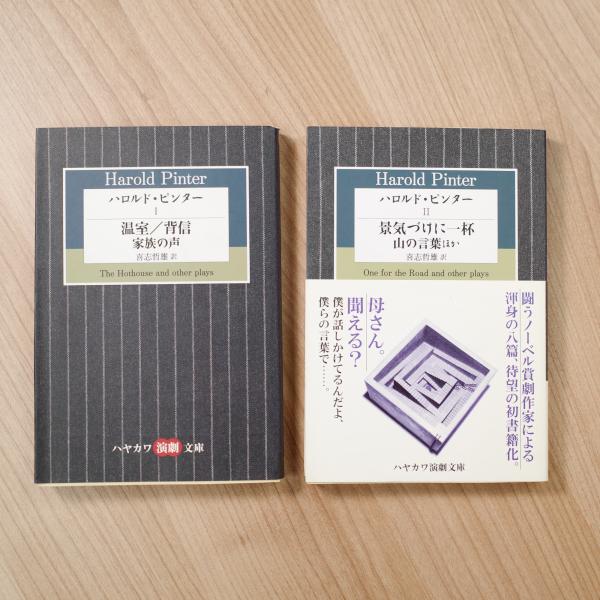 Harold Pinter
ハロルド・ピンター
I
温室／背信
家族の声
喜志哲雄 訳
The Hothouse and other plays
ハヤカワ 演劇 文庫
Harold Pinter
ハロルド・ピンター
II
景気づけに一杯
山の言葉ほか
喜志哲雄 訳
One for the Road and other plays
闘うノーベル賞劇作家による
渾身の八篇、待望の初書籍化。
母さん。
聞える？
僕が話しかけてるんだよ、
僕らの言葉で……。
ハヤカワ演劇文庫